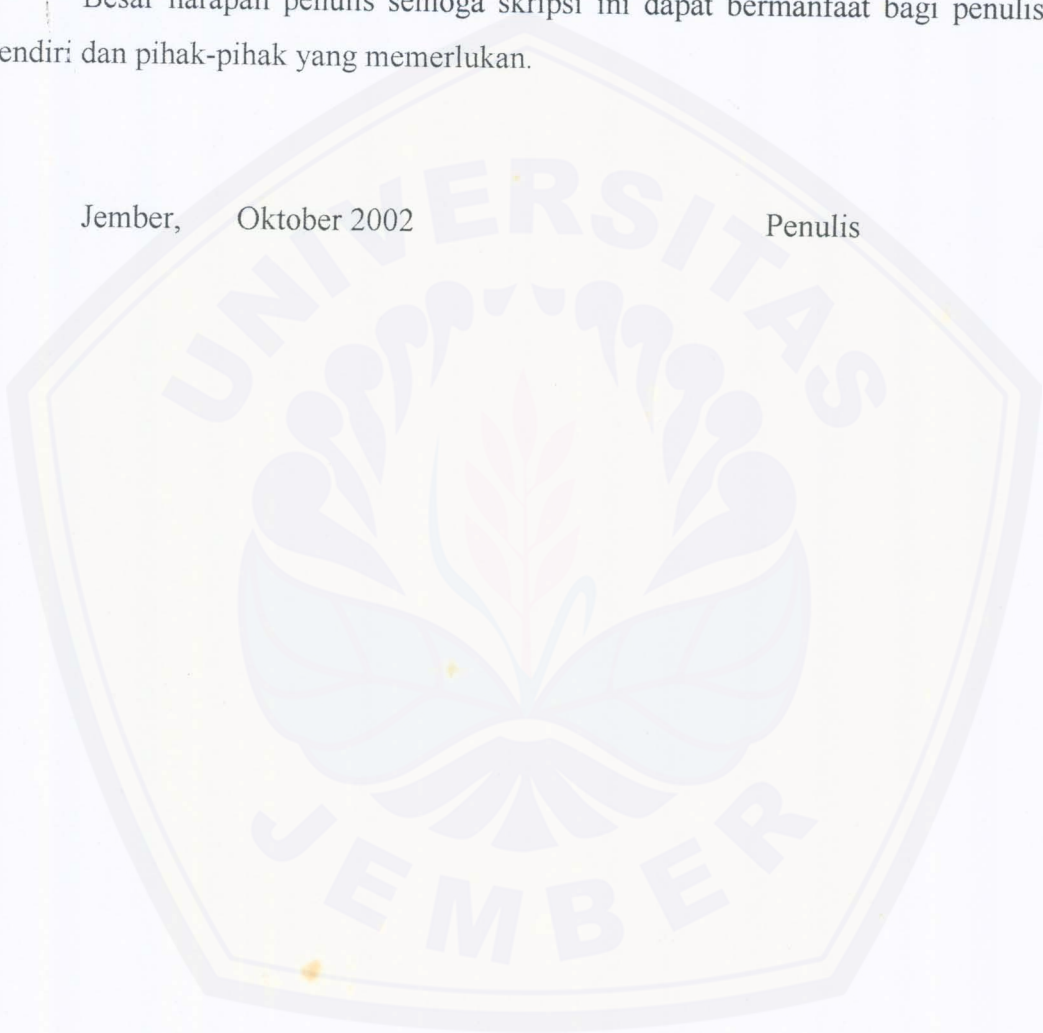 Besar harapan penulis semoga skripsi ini dapat bermanfaat bagi penulis
endiri dan pihak-pihak yang memerlukan.
Jember, Oktober 2002 Penulis
UNIVERSITAS
JEMBER